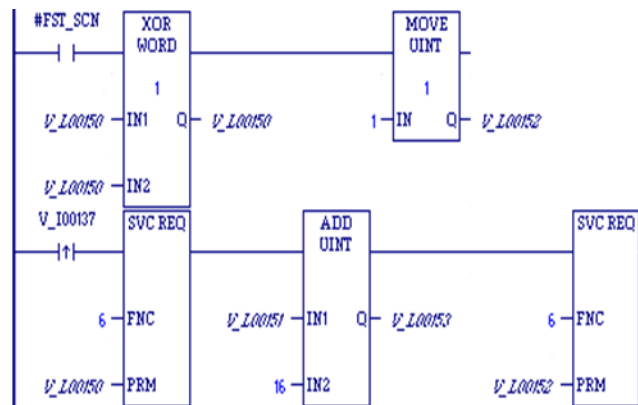 #FST_SCN XOR WORD MOVE UINT
1 1
V_L00150 IN1 Q V_L00150 1 IN Q V_L00152
V_L00150 IN2
V_I00137 SVC REQ ADD UINT SVC REQ
6 FNC V_L00151 IN1 Q V_L00153 6 FNC
V_L00150 PRM 16 IN2 V_L00152 PRM